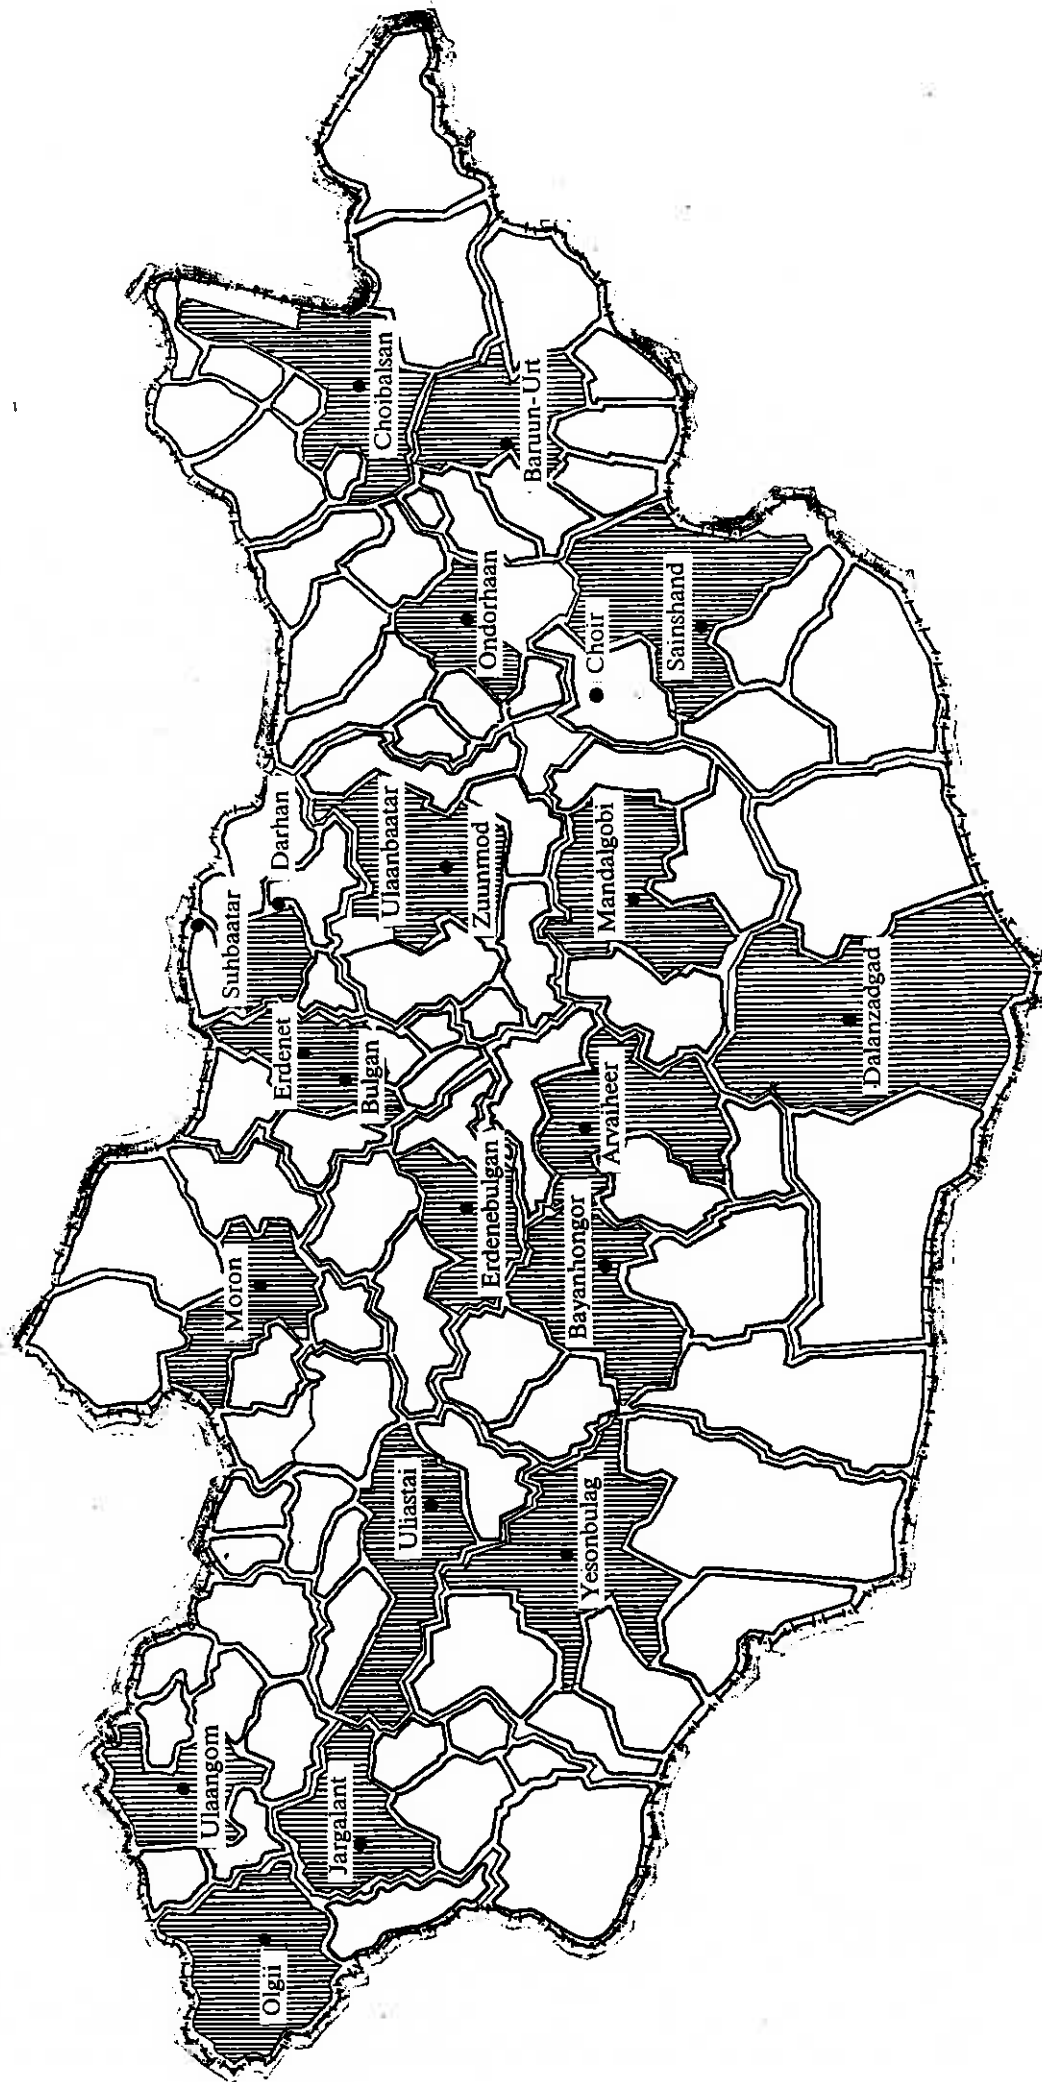 Olgii
Ulaangom
Jargalant
Uliastai
Yesonbulag
Moron
Erdenebulgan
Bayanhongor
Arvaiheer
Erdenet
Bulgan
Suhbaatar
Darhan
Ulaanbaatar
Zuunmod
Mandalgobi
Dalanzadgad
Choir
Ondorhaan
Sainshand
Choibalsan
Baruun-Urt